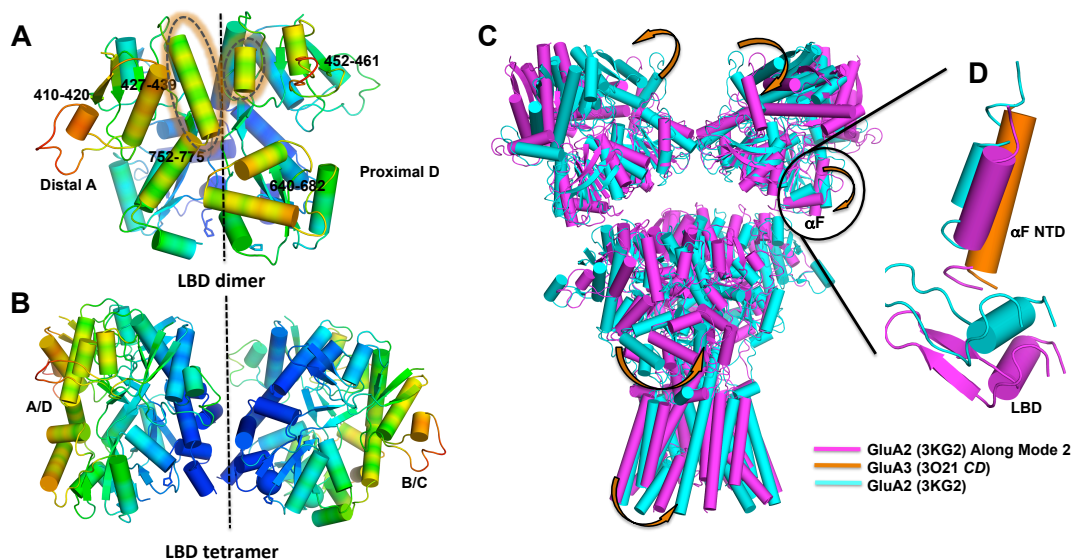 A
410-420
427-439
452-461
752-775
640-682
Distal A
Proximal D
LBD dimer
B
A/D
B/C
LBD tetramer
C
αF
D
αF NTD
LBD
GluA2 (3KG2) Along Mode 2
GluA3 (3O21 CD)
GluA2 (3KG2)